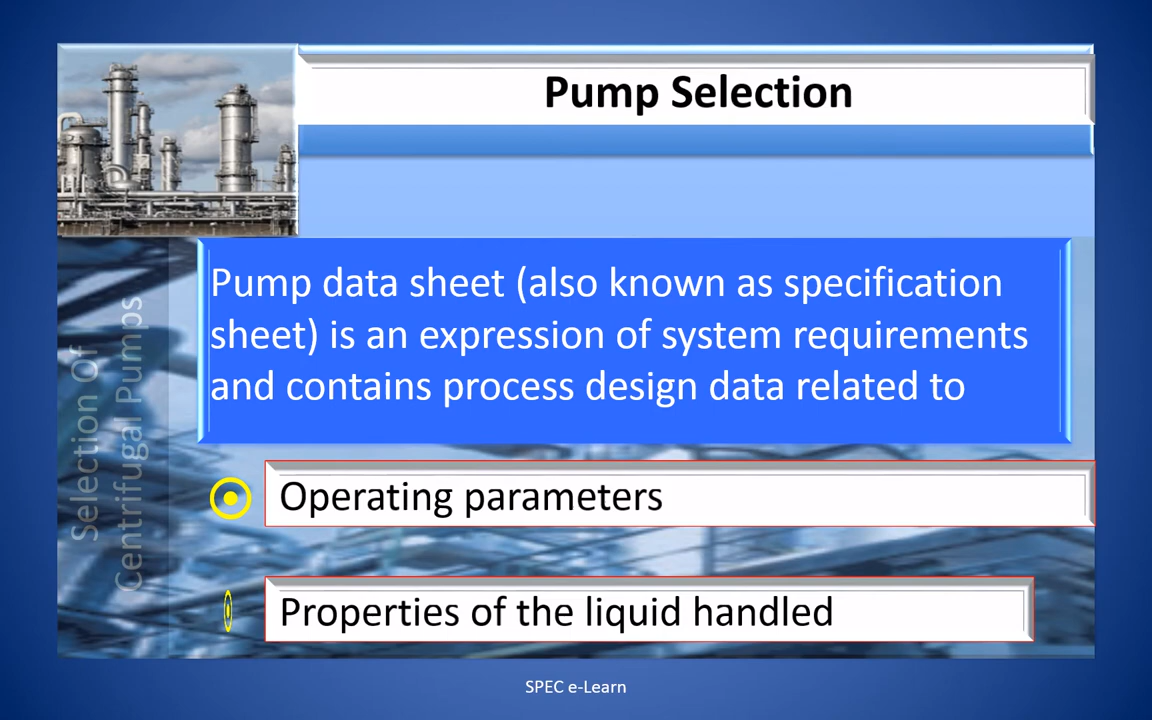 Pump Selection
Pump data sheet (also known as specification
sheet) is an expression of system requirements
and contains process design data related to
Selection Of
Centrifugal Pumps
Operating parameters
Properties of the liquid handled
SPEC e-Learn